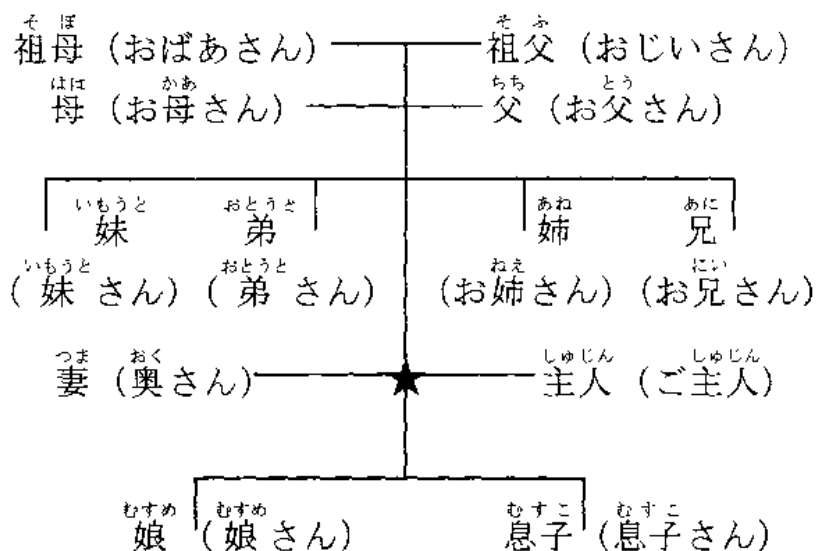 そぼ そふ
祖母（おばあさん） 祖父（おじいさん）
はは かあ ちち とう
母（お母さん） 父（お父さん）
いもうと おとうと あね あに
妹 弟 姉 兄
いもうと おとうと ねえ にい
（妹さん）（弟さん） （お姉さん）（お兄さん）
つま おく しゅじん しゅじん
妻（奥さん） 主人（ご主人）
むすめ むすめ むすこ むすこ
娘（娘さん） 息子（息子さん）